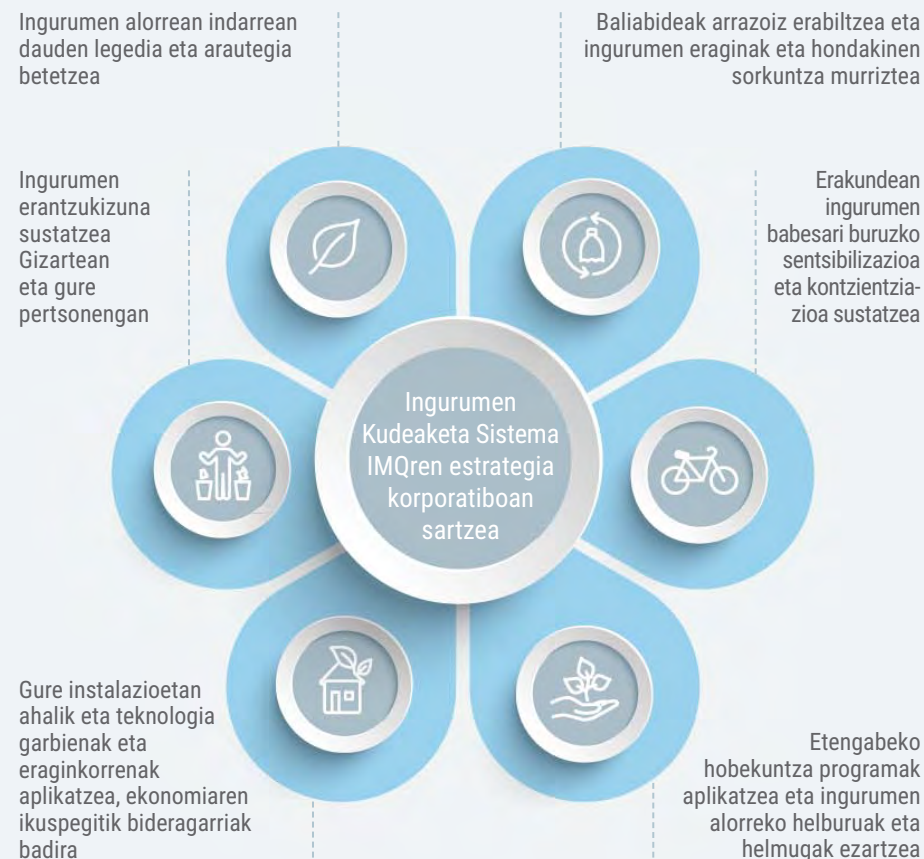 Ingurumen alorrean indarrean
dauden legedia eta arautegia
betetzea
Baliabideak arrazoiz erabiltzea eta
ingurumen eraginak eta hondakinen
sorkuntza murriztea
Ingurumen
erantzukizuna
sustatzea
Gizartean
eta gure
pertsonengan
Erakundean
ingurumen
babesari buruzko
sentsibilizazioa
eta kontzientzia-
zioa sustatzea
Ingurumen
Kudeaketa Sistema
IMQren estrategia
korporatiboan
sartzea
Gure instalazioetan
ahalik eta teknologia
garbienak eta
eraginkorrenak
aplikatzea, ekonomiaren
ikuspegitik bideragarriak
badira
Etengabeko
hobekuntza programak
aplikatzea eta ingurumen
alorreko helburuak eta
helmugak ezartzea